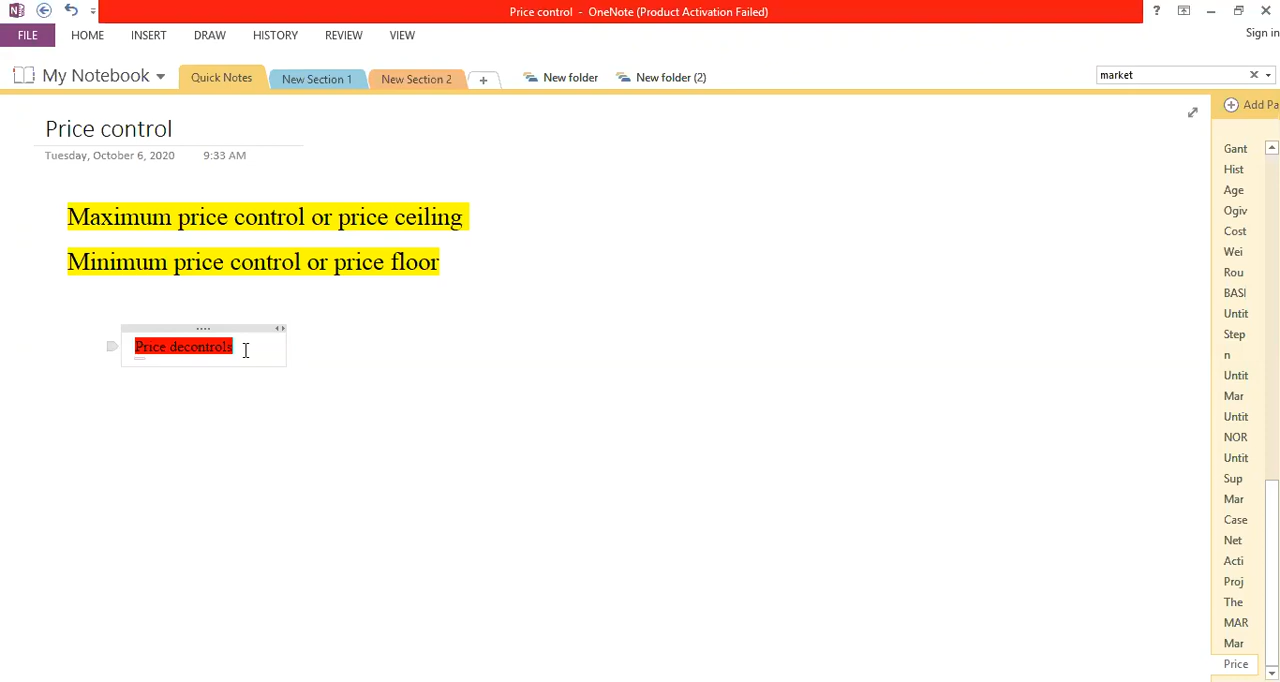 Price control - OneNote (Product Activation Failed)
?
FILE HOME INSERT DRAW HISTORY REVIEW VIEW
Sign in
My Notebook Quick Notes New Section 1 New Section 2 + New folder New folder (2) market
Add Pa
Price control
Tuesday, October 6, 2020 9:33 AM
Maximum price control or price ceiling
Minimum price control or price floor
Price decontrols
Gant
Hist
Age
Ogiv
Cost
Wei
Rou
BASI
Untit
Step
n
Untit
Mar
Untit
NOR
Untit
Sup
Mar
Case
Net
Acti
Proj
The
MAR
Mar
Price